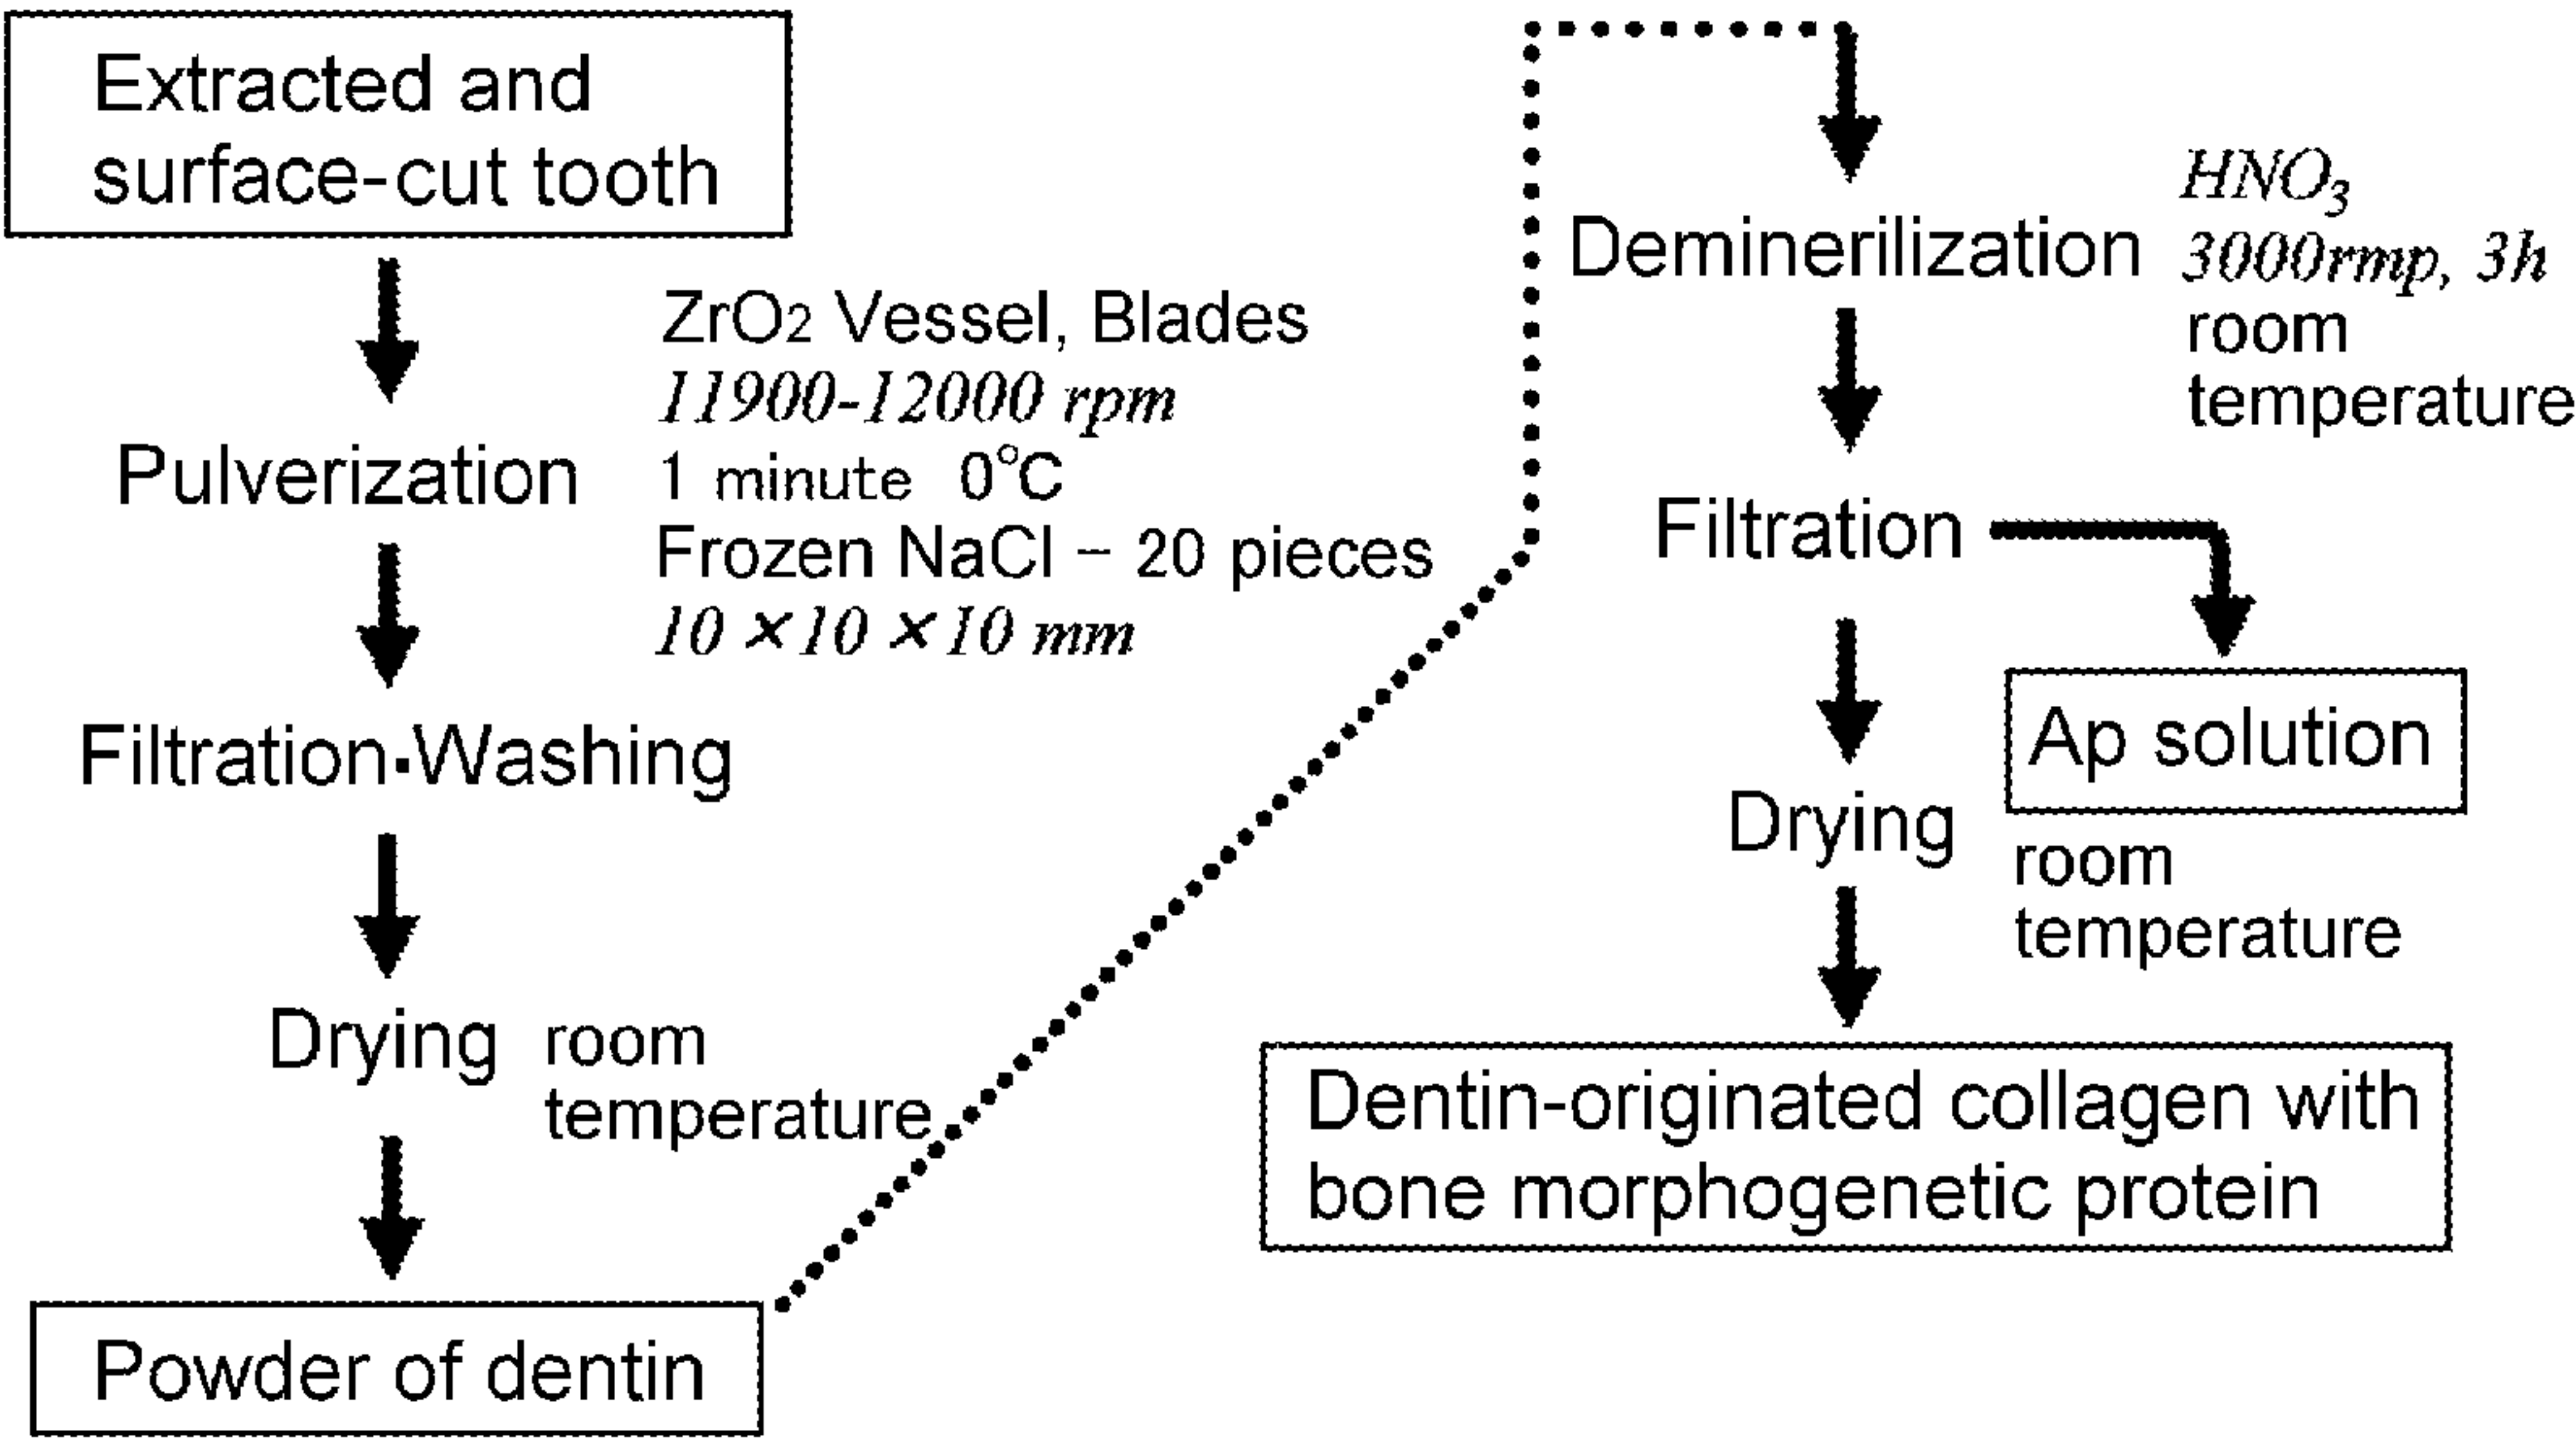 Extracted and
surface-cut tooth
ZrO2 Vessel, Blades
11900-12000 rpm
Pulverization
1 minute 0℃
Frozen NaCl − 20 pieces
10 ×10 ×10 mm
Filtration·Washing
Drying
room
temperature
Powder of dentin
Deminerilization
HNO3
3000rmp, 3h
room
temperature
Filtration
Ap solution
Drying
room
temperature
Dentin-originated collagen with
bone morphogenetic protein